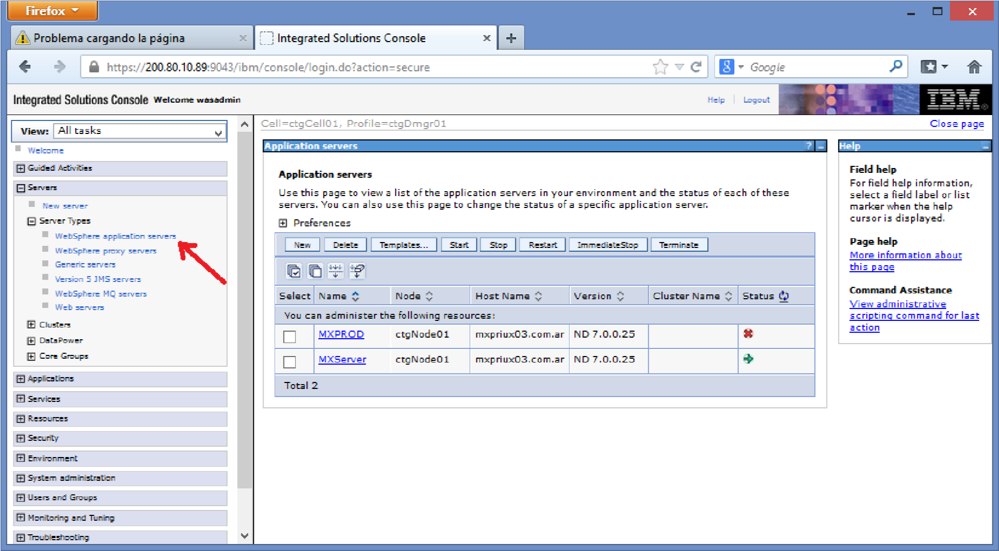 Firefox
Problema cargando la página
Integrated Solutions Console
https://200.80.10.89:9043/ibm/console/login.do?action=secure
Google
Integrated Solutions Console Welcome wasadmin
Help
Logout
IBM®
View: All tasks
Welcome
Guided Activities
Servers
New server
Server Types
WebSphere application servers
WebSphere proxy servers
Generic servers
Version 5 JMS servers
WebSphere MQ servers
Web servers
Clusters
DataPower
Core Groups
Applications
Services
Resources
Security
Environment
System administration
Users and Groups
Monitoring and Tuning
Troubleshooting
Cell=ctgCell01, Profile=ctgDmgr01
Close page
Application servers
?
Application servers
Use this page to view a list of the application servers in your environment and the status of each of these
servers. You can also use this page to change the status of a specific application server.
Preferences
New Delete Templates... Start Stop Restart ImmediateStop Terminate
Select Name Node Host Name Version Cluster Name Status
You can administer the following resources:
MXPROD ctgNode01 mxpriux03.com.ar ND 7.0.0.25
MXServer ctgNode01 mxpriux03.com.ar ND 7.0.0.25
Total 2
Help
Field help
For field help information,
select a field label or list
marker when the help
cursor is displayed.
Page help
More information about
this page
Command Assistance
View administrative
scripting command for last
action